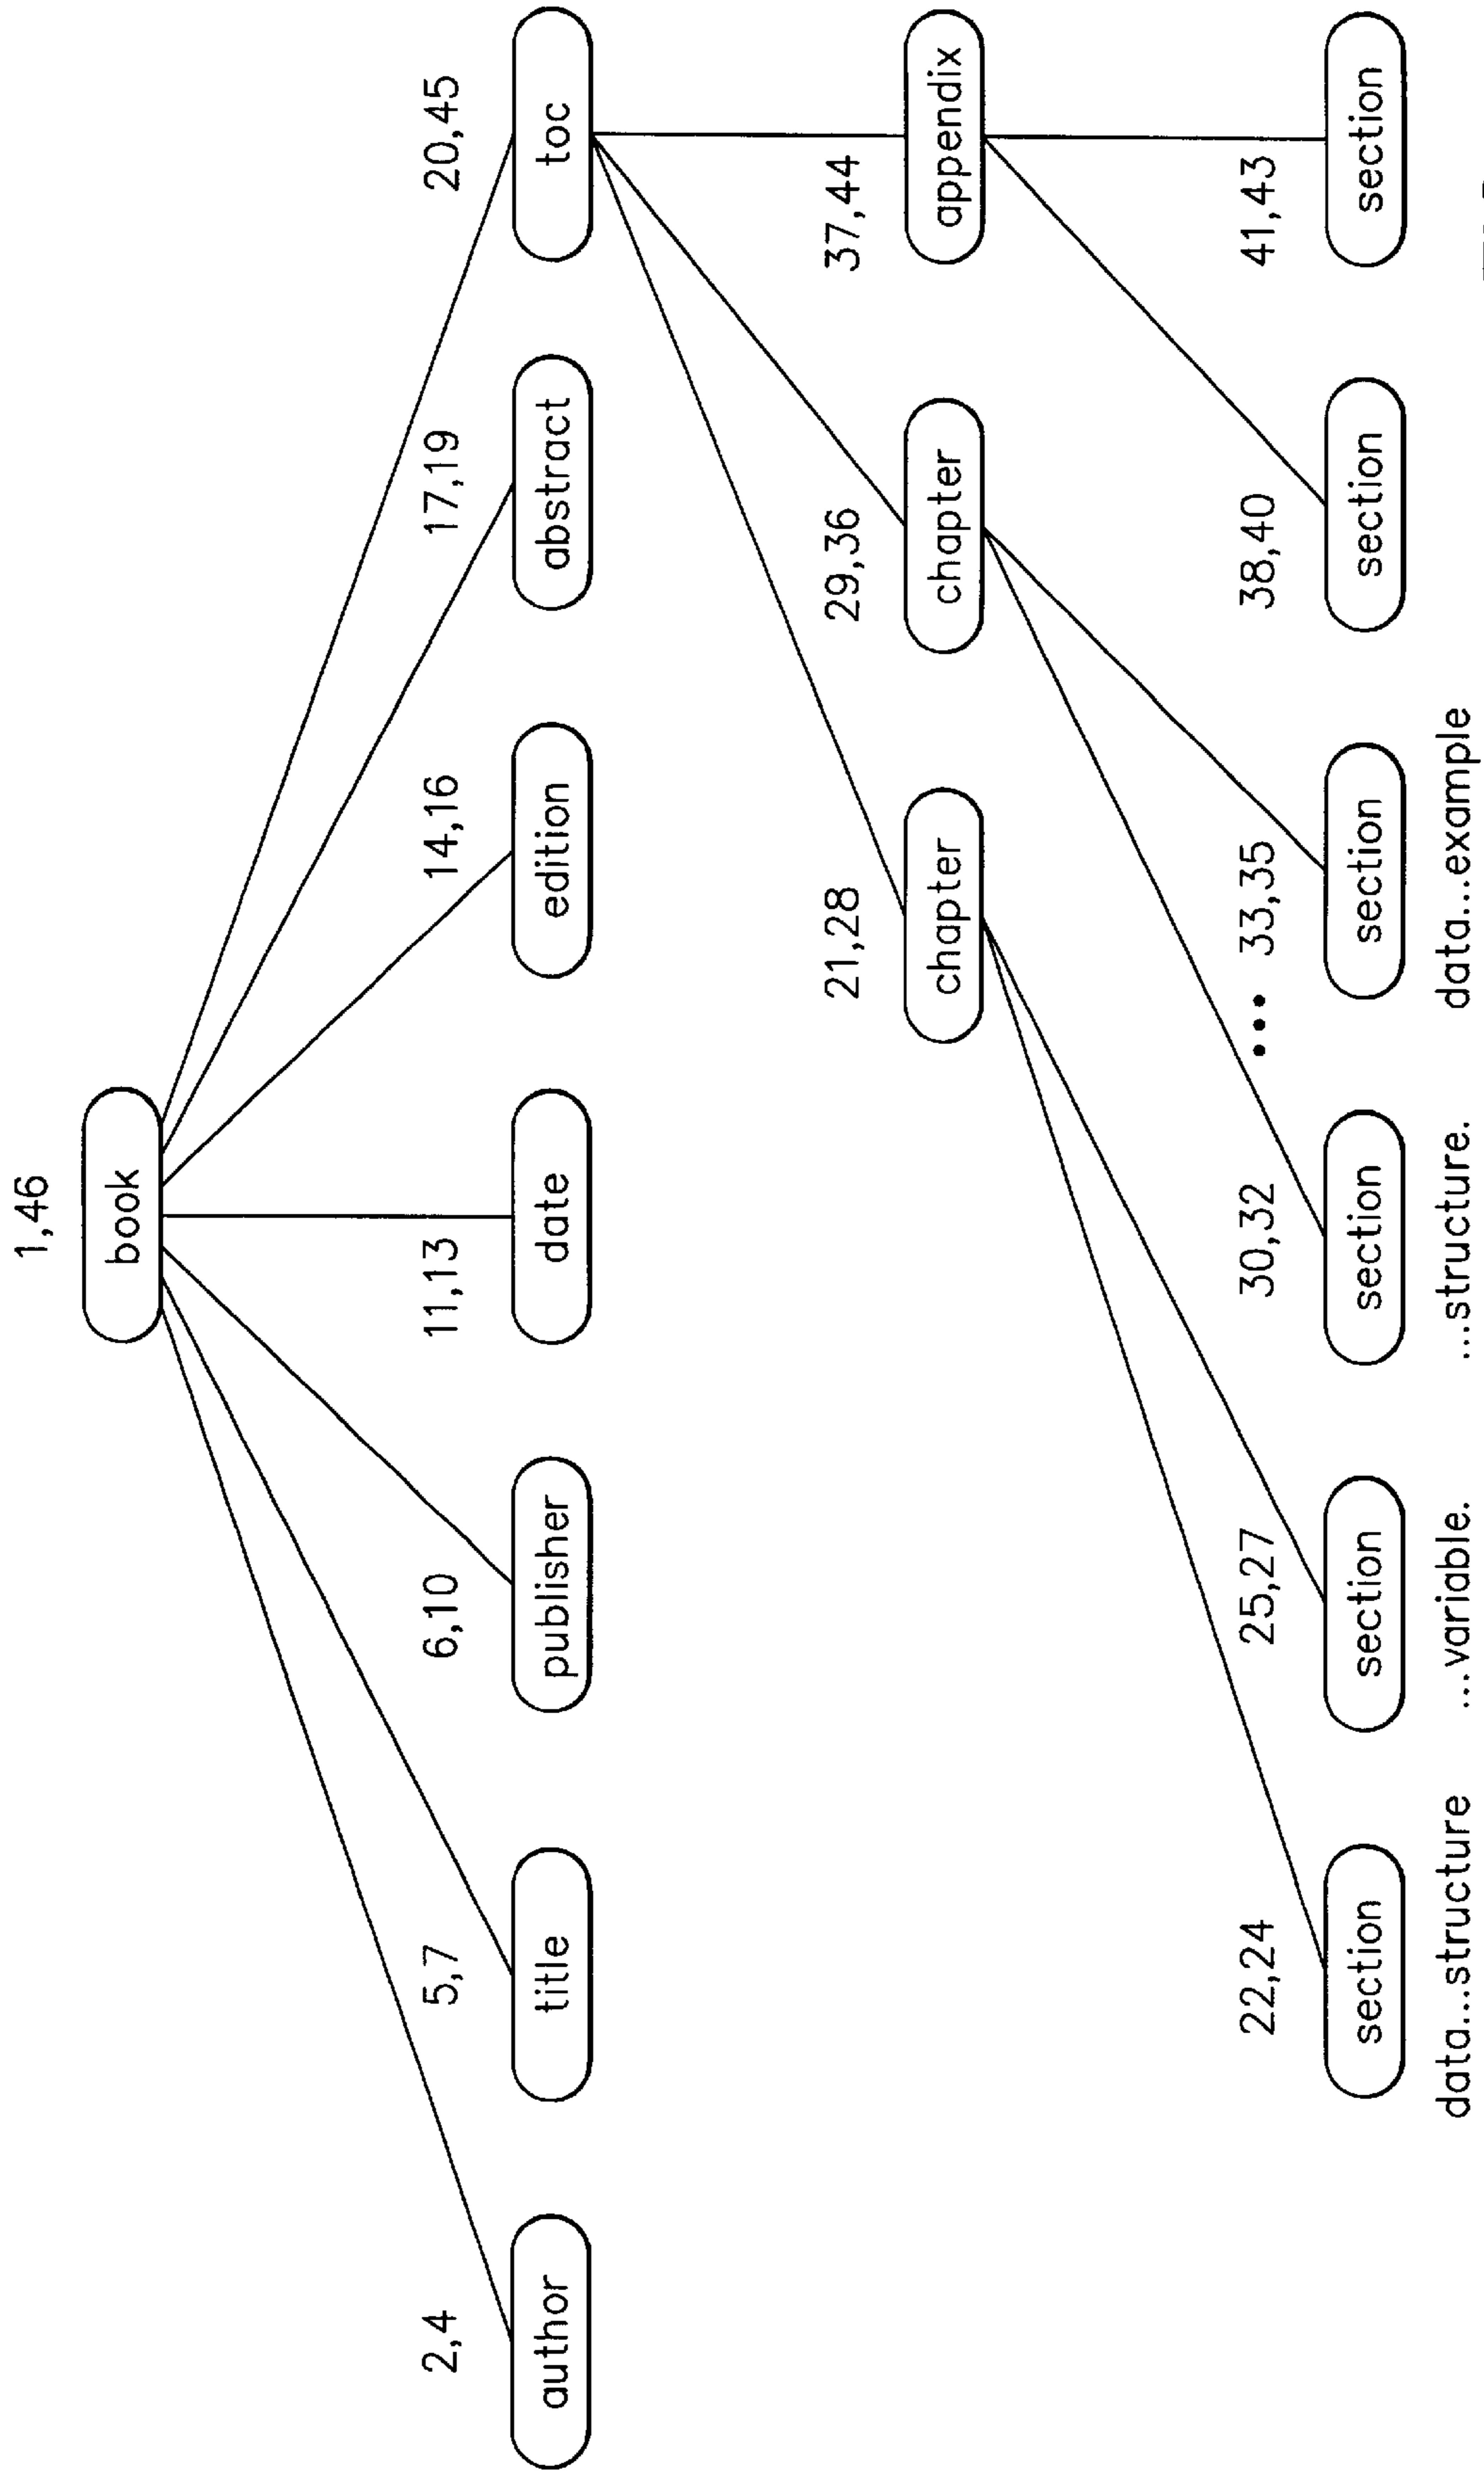 1,46
book
2,4
5,7
6,10
11,13
14,16
17,19
20,45
author
title
publisher
date
edition
abstract
toc
21,28
29,36
37,44
chapter
chapter
appendix
22,24
25,27
30,32
... 33,35
38,40
41,43
section
section
section
section
section
section
data...structure
...variable.
...structure.
data...example